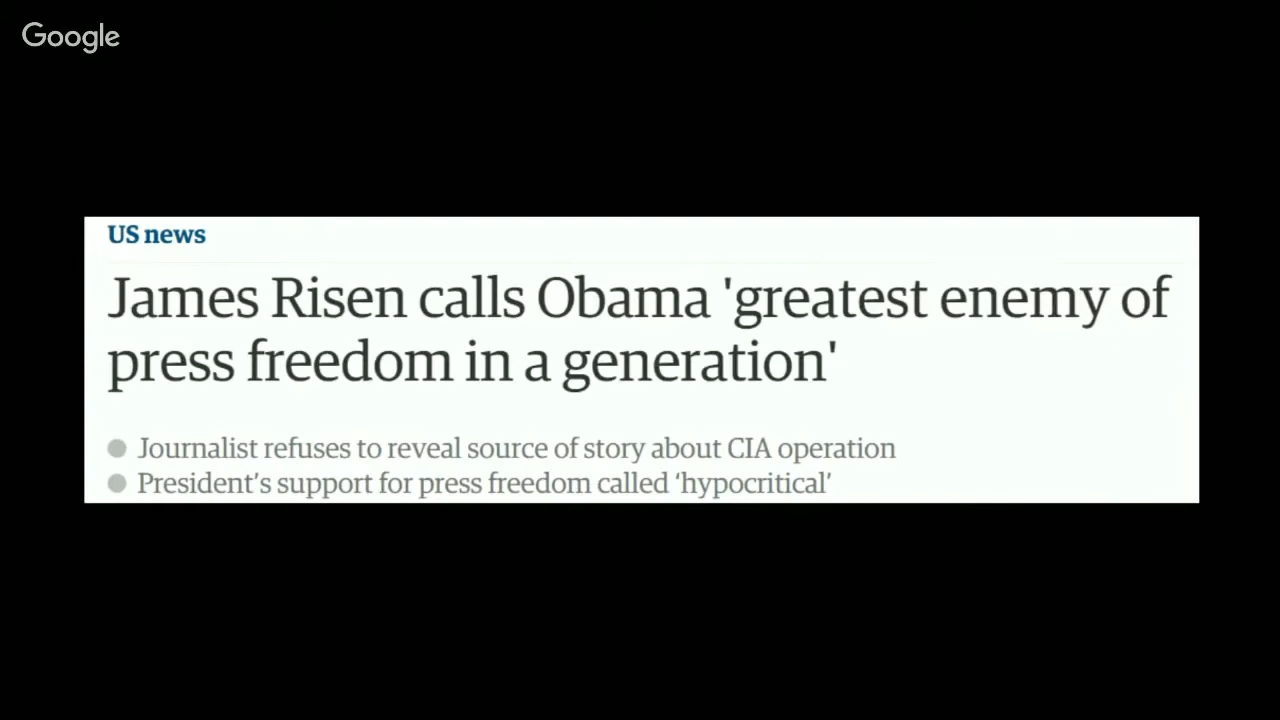 Google
US news
James Risen calls Obama 'greatest enemy of
press freedom in a generation'
Journalist refuses to reveal source of story about CIA operation
President’s support for press freedom called ‘hypocritical’